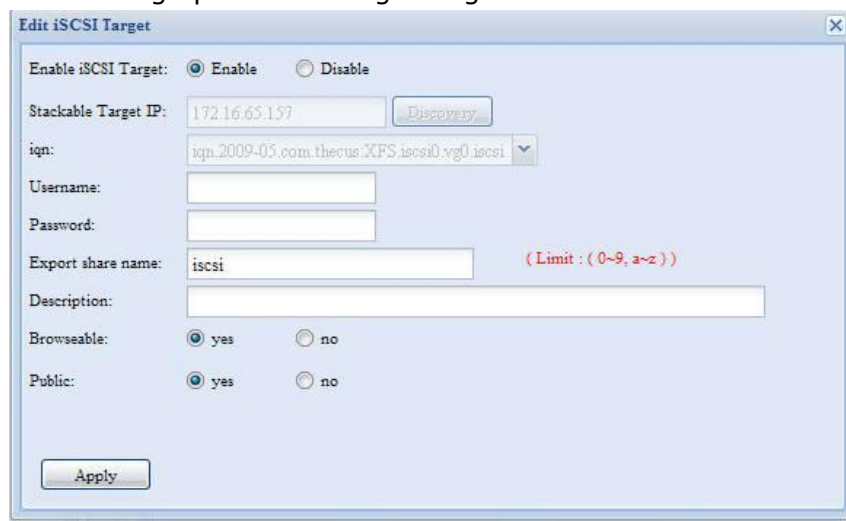 Edit iSCSI Target
Enable iSCSI Target: Enable Disable
Stackable Target IP: 172.16.65.157 Discovery
iqn: iqn.2009-05.com.thecus:XFS.iscsi0.vg0.iscsi
Username:
Password:
Export share name: iscsi ( Limit : ( 0~9, a~z ) )
Description:
Browseable: yes no
Public: yes no
Apply